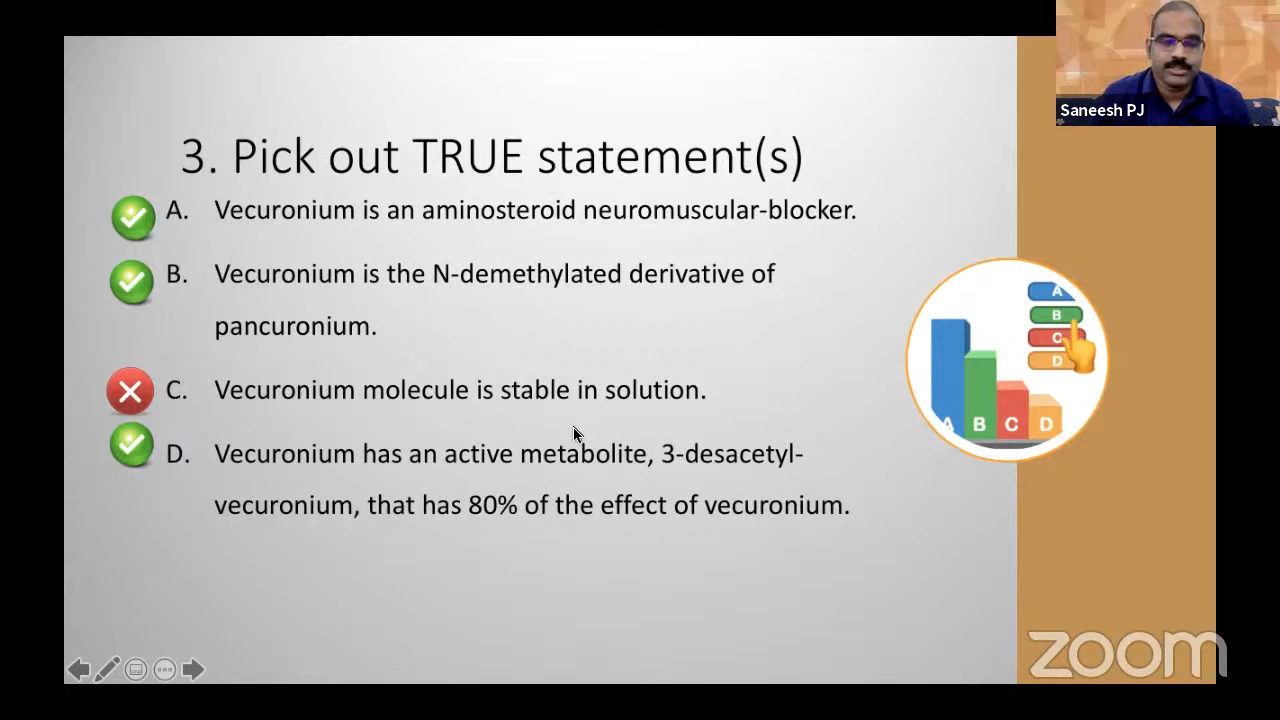 Saneesh PJ
3. Pick out TRUE statement(s)
A. Vecuronium is an aminosteroid neuromuscular-blocker.
B. Vecuronium is the N-demethylated derivative of
pancuronium.
C. Vecuronium molecule is stable in solution.
D. Vecuronium has an active metabolite, 3-desacetyl-
vecuronium, that has 80% of the effect of vecuronium.
A
B
C
D
A B C D
zoom